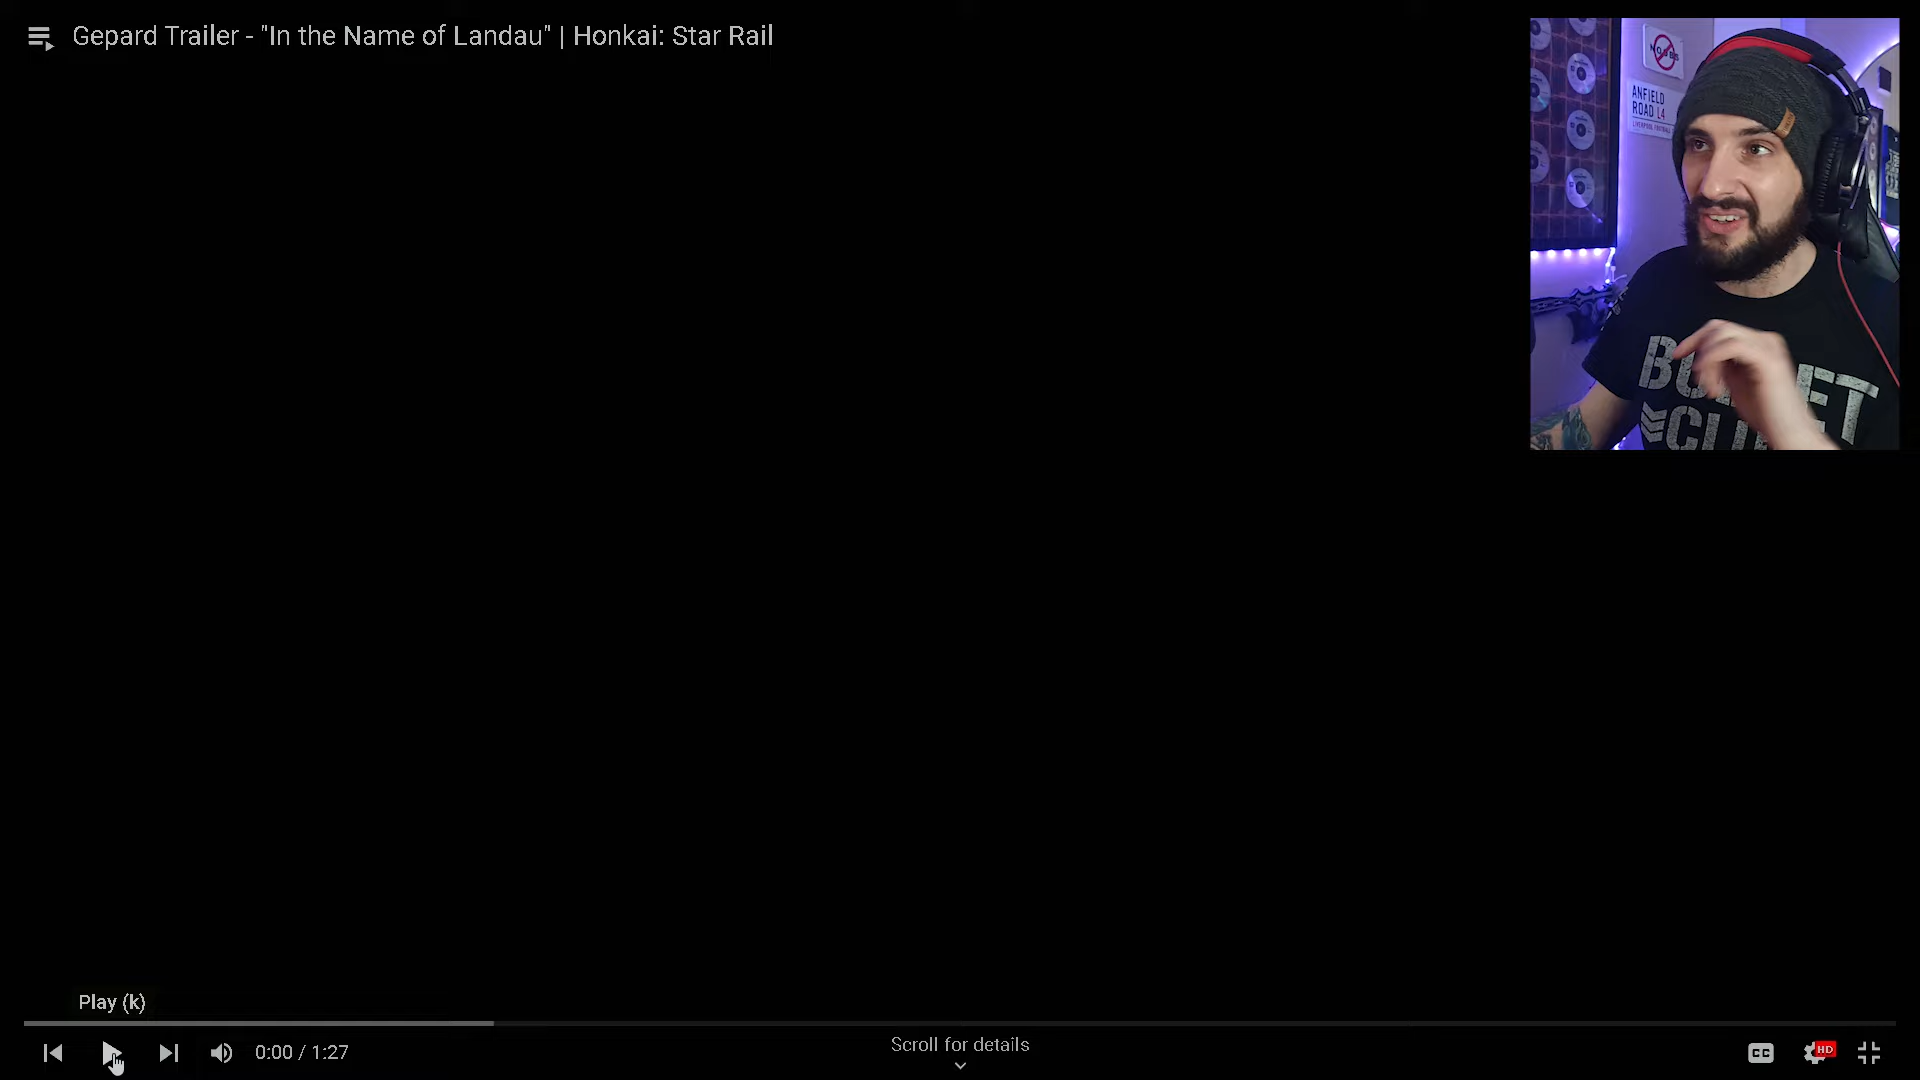 Gepard Trailer - "In the Name of Landau" | Honkai: Star Rail
ANFIELD
ROAD L4
Play (k)
0:00 / 1:27
Scroll for details
CC
HD